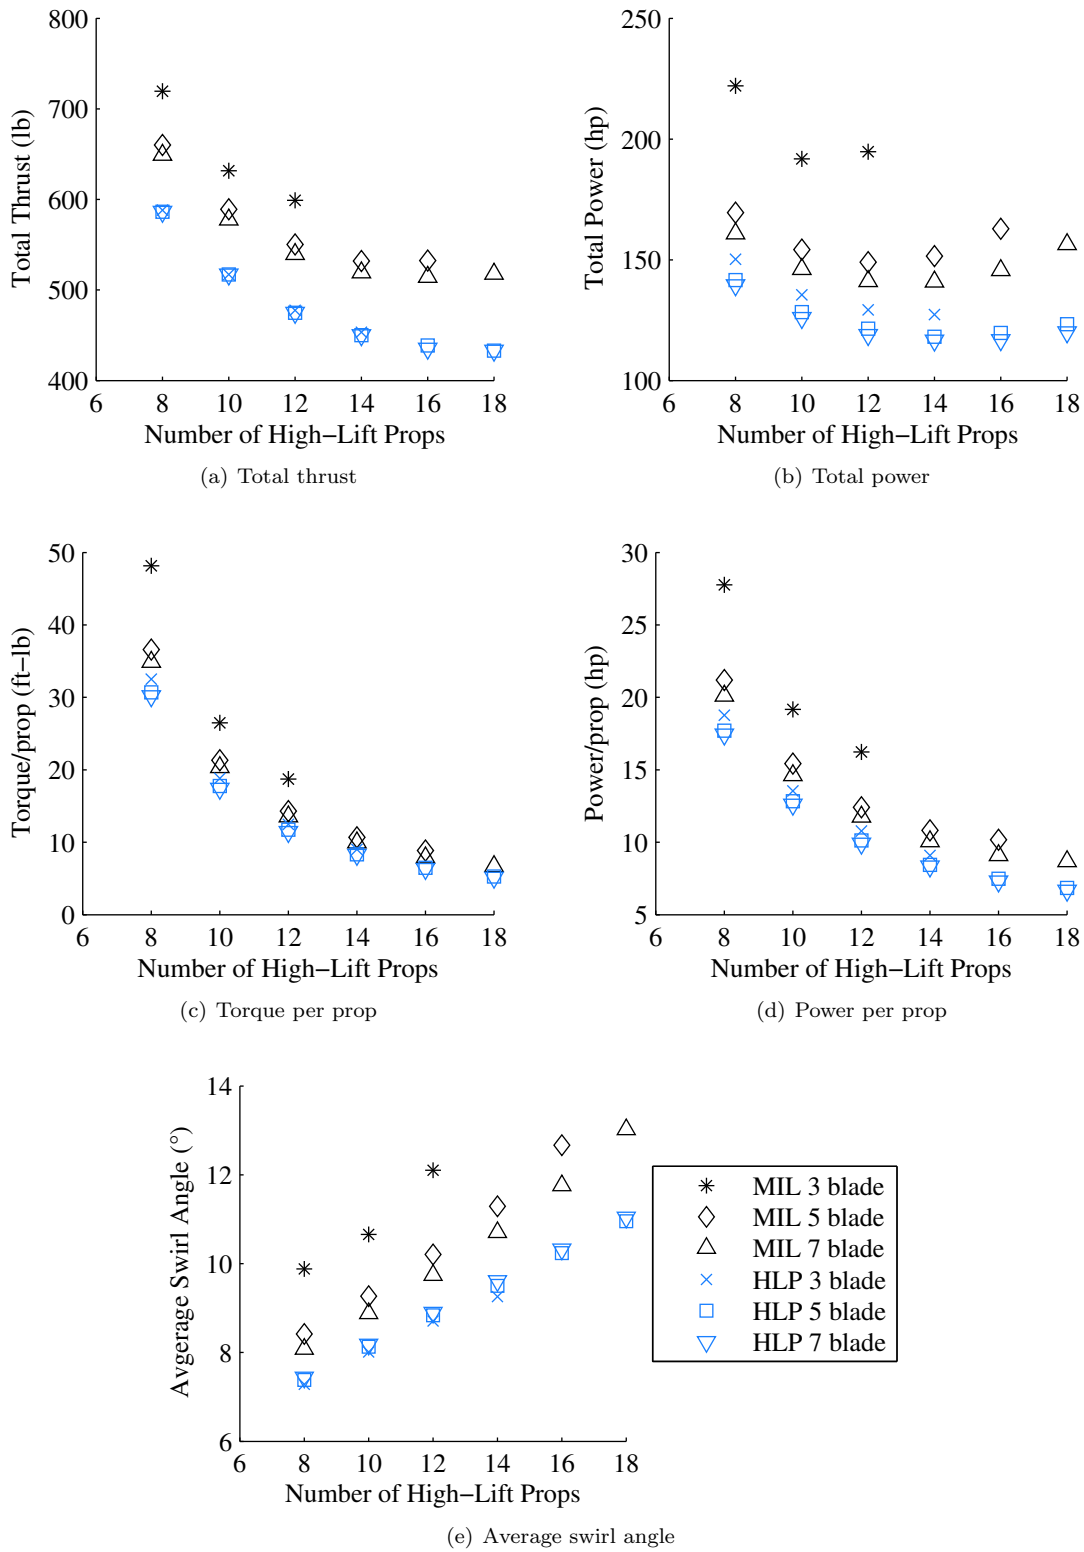 800
700
600
500
400
6 8 10 12 14 16 18
Total Thrust (lb)
Number of High−Lift Props
(a) Total thrust
250
200
150
100
6 8 10 12 14 16 18
Total Power (hp)
Number of High−Lift Props
(b) Total power
50
40
30
20
10
0
6 8 10 12 14 16 18
Torque/prop (ft−lb)
Number of High−Lift Props
(c) Torque per prop
30
25
20
15
10
5
6 8 10 12 14 16 18
Power/prop (hp)
Number of High−Lift Props
(d) Power per prop
14
12
10
8
6
6 8 10 12 14 16 18
Avgerage Swirl Angle (°)
Number of High−Lift Props
MIL 3 blade
MIL 5 blade
MIL 7 blade
HLP 3 blade
HLP 5 blade
HLP 7 blade
(e) Average swirl angle